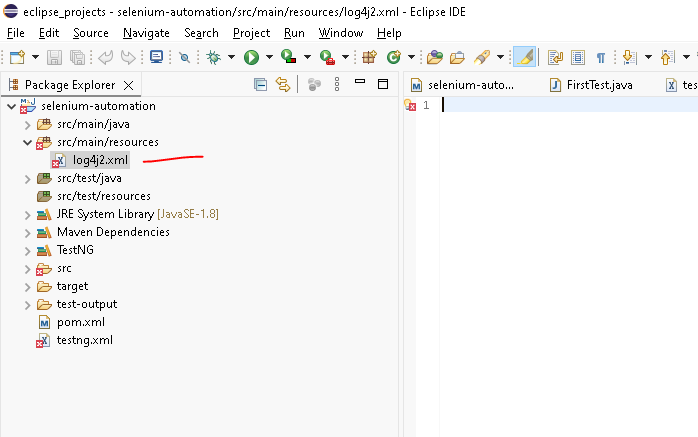 eclipse_projects - selenium-automation/src/main/resources/log4j2.xml - Eclipse IDE
File Edit Source Navigate Search Project Run Window Help
Package Explorer
selenium-auto...
FirstTest.java
tes
selenium-automation
src/main/java
src/main/resources
log4j2.xml
src/test/java
src/test/resources
JRE System Library [JavaSE-1.8]
Maven Dependencies
TestNG
src
target
test-output
pom.xml
testng.xml
1